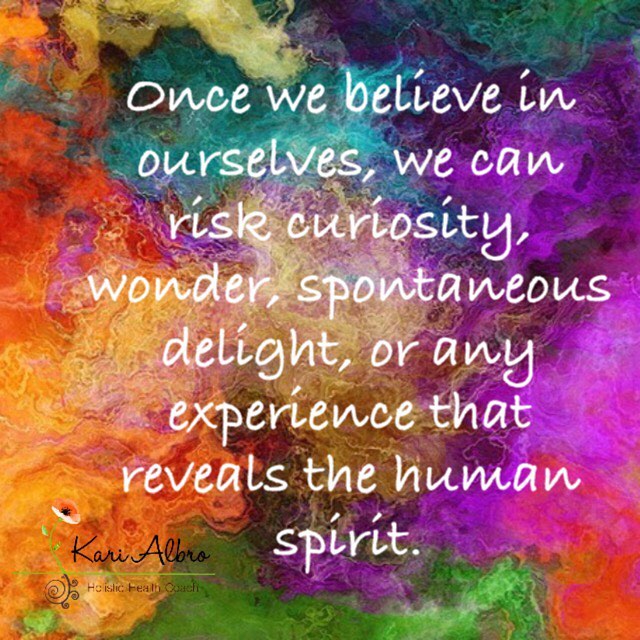 Once we believe in
ourselves, we can
risk curiosity,
wonder, spontaneous
delight, or any
experience that
reveals the human
spirit.
Kari Albro
Holistic Health Coach